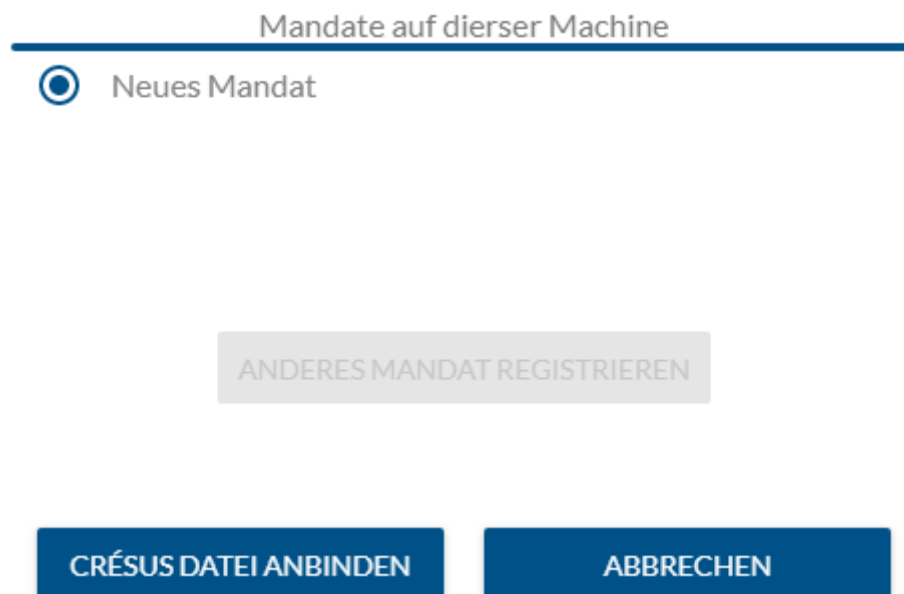 Mandate auf dierser Machine
Neues Mandat
ANDERES MANDAT REGISTRIEREN
CRÉSUS DATEI ANBINDEN
ABBRECHEN